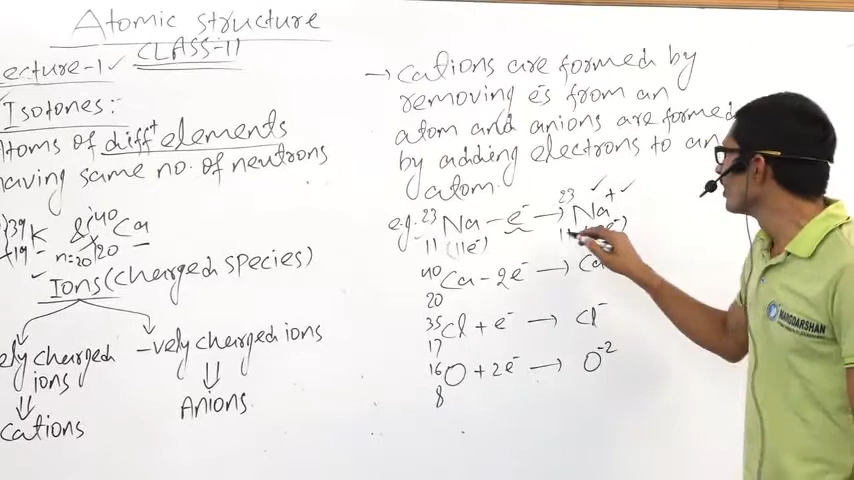 Atomic structure
CLASS-11
ecture-1 ✓
Isotones:-
Atoms of diff^t elements
having same no. of neutrons
39 K & 40 Ca
19 n=20 20
✓ Ions (Charged species)
ely charged ions
-vely charged ions
cations
Anions
→ cations are formed by
removing e^-s from an
atom and anions are formed
by adding electrons to an
atom.
e.g. 23 Na - e^- → 23 Na^+
11 (11e^-)
40 Ca - 2e^- → Ca
20
35 Cl + e^- → Cl^-
17
16 O + 2e^- → O^-2
8
MARGDARSHAN